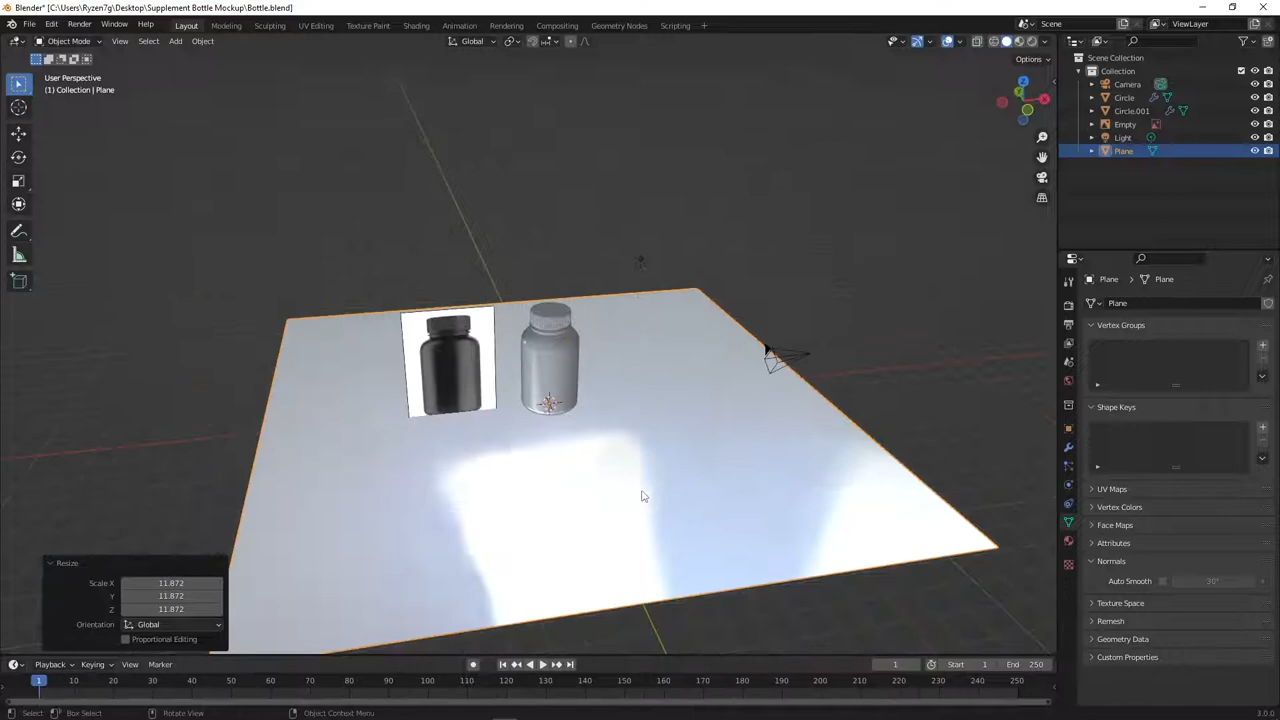 Blender* [C:\Users\Ryzen7g\Desktop\Supplement Bottle Mockup\Bottle.blend]
File Edit Render Window Help Layout Modeling Sculpting UV Editing Texture Paint Shading Animation Rendering Compositing Geometry Nodes Scripting Scene ViewLayer
Object Mode View Select Add Object Global
Options
User Perspective
(1) Collection | Plane
Z
Y
X
Scene Collection
Collection
Camera
Circle
Circle.001
Empty
Light
Plane
Plane Plane
Plane
Vertex Groups
Shape Keys
UV Maps
Vertex Colors
Face Maps
Attributes
Normals
Auto Smooth 30°
Texture Space
Remesh
Geometry Data
Custom Properties
Resize
Scale X 11.872
Y 11.872
Z 11.872
Orientation Global
Proportional Editing
Playback Keying View Marker 1 Start 1 End 250
1 10 20 30 40 50 60 70 80 90 100 110 120 130 140 150 160 170 180 190 200 210 220 230 240 250
Select Box Select Rotate View Object Context Menu 3.0.0